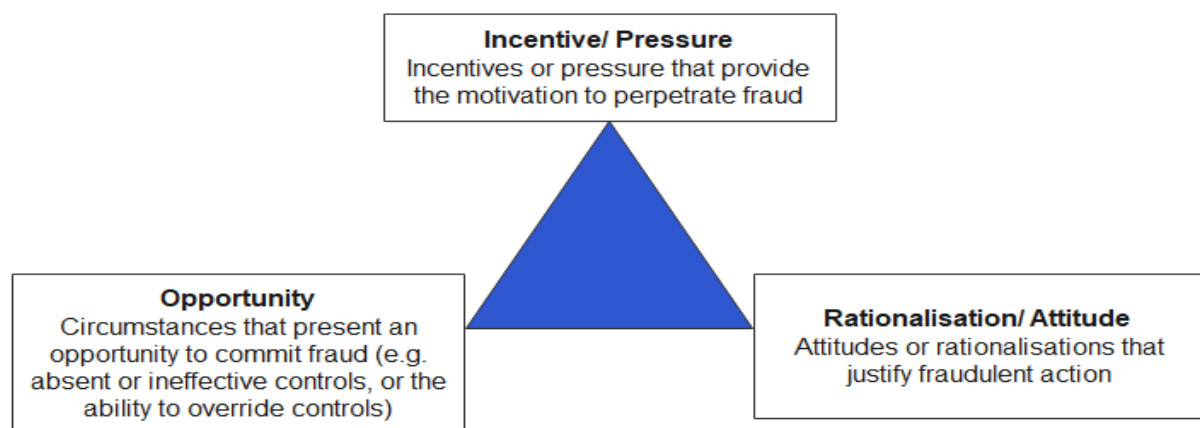 Incentive/ Pressure
Incentives or pressure that provide
the motivation to perpetrate fraud
Opportunity
Circumstances that present an
opportunity to commit fraud (e.g.
absent or ineffective controls, or the
ability to override controls)
Rationalisation/ Attitude
Attitudes or rationalisations that
justify fraudulent action